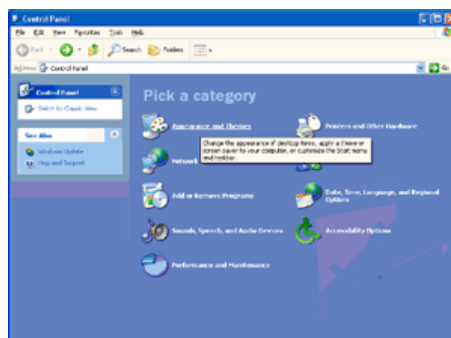 Control Panel
File Edit View Favorites Tools Help
Back Search Folders
Address Control Panel Go
Control Panel
Switch to Classic View
See Also
Windows Update
Help and Support
Pick a category
Appearance and Themes
Printers and Other Hardware
Change the appearance of desktop items, apply a theme or
screen saver to your computer, or customize the Start menu
and taskbar.
Network
Add or Remove Programs
Date, Time, Language, and Regional
Options
Sounds, Speech, and Audio Devices
Accessibility Options
Performance and Maintenance